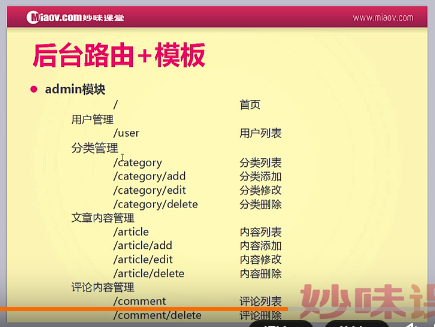 Miaov.com妙味课堂 www.miaov.com
后台路由+模板
admin模块
/ 首页
用户管理
/user 用户列表
分类管理
/category 分类列表
/category/add 分类添加
/category/edit 分类修改
/category/delete 分类删除
文章内容管理
/article 内容列表
/article/add 内容添加
/article/edit 内容修改
/article/delete 内容删除
评论内容管理
/comment 评论列表
/comment/delete 评论删除
妙味课